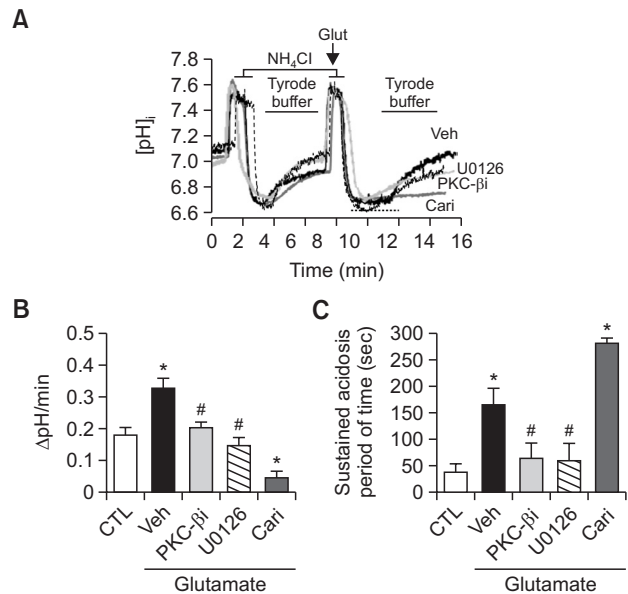 A
Glut
NH4Cl
Tyrode buffer
Tyrode buffer
[pH]i
7.8
7.6
7.4
7.2
7.0
6.8
6.6
Veh
U0126
PKC-βi
Cari
0 2 4 6 8 10 12 14 16
Time (min)
B
ΔpH/min
0.5
0.4
0.3
0.2
0.1
0
*
#
#
*
CTL Veh PKC-βi U0126 Cari
Glutamate
C
Sustained acidosis
period of time (sec)
300
250
200
150
100
50
0
*
#
#
*
CTL Veh PKC-βi U0126 Cari
Glutamate